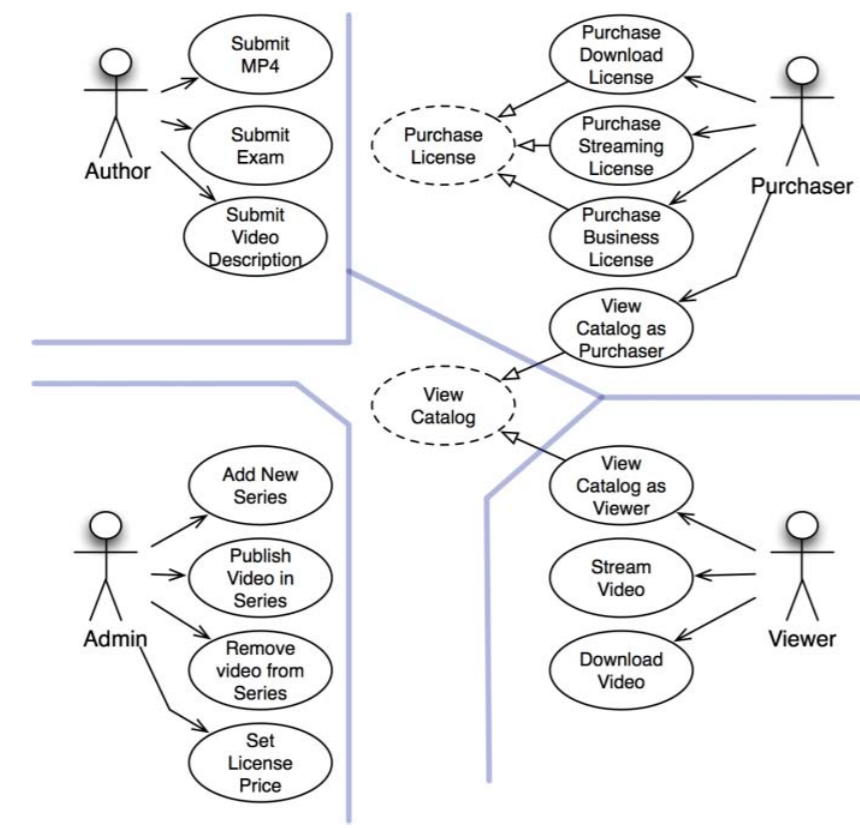 Submit
MP4
Submit
Exam
Submit
Video
Description
Author
Purchase
License
Purchase
Download
License
Purchase
Streaming
License
Purchase
Business
License
View
Catalog as
Purchaser
Purchaser
View
Catalog
Add New
Series
Publish
Video in
Series
Remove
video from
Series
Set
License
Price
Admin
View
Catalog as
Viewer
Stream
Video
Download
Video
Viewer